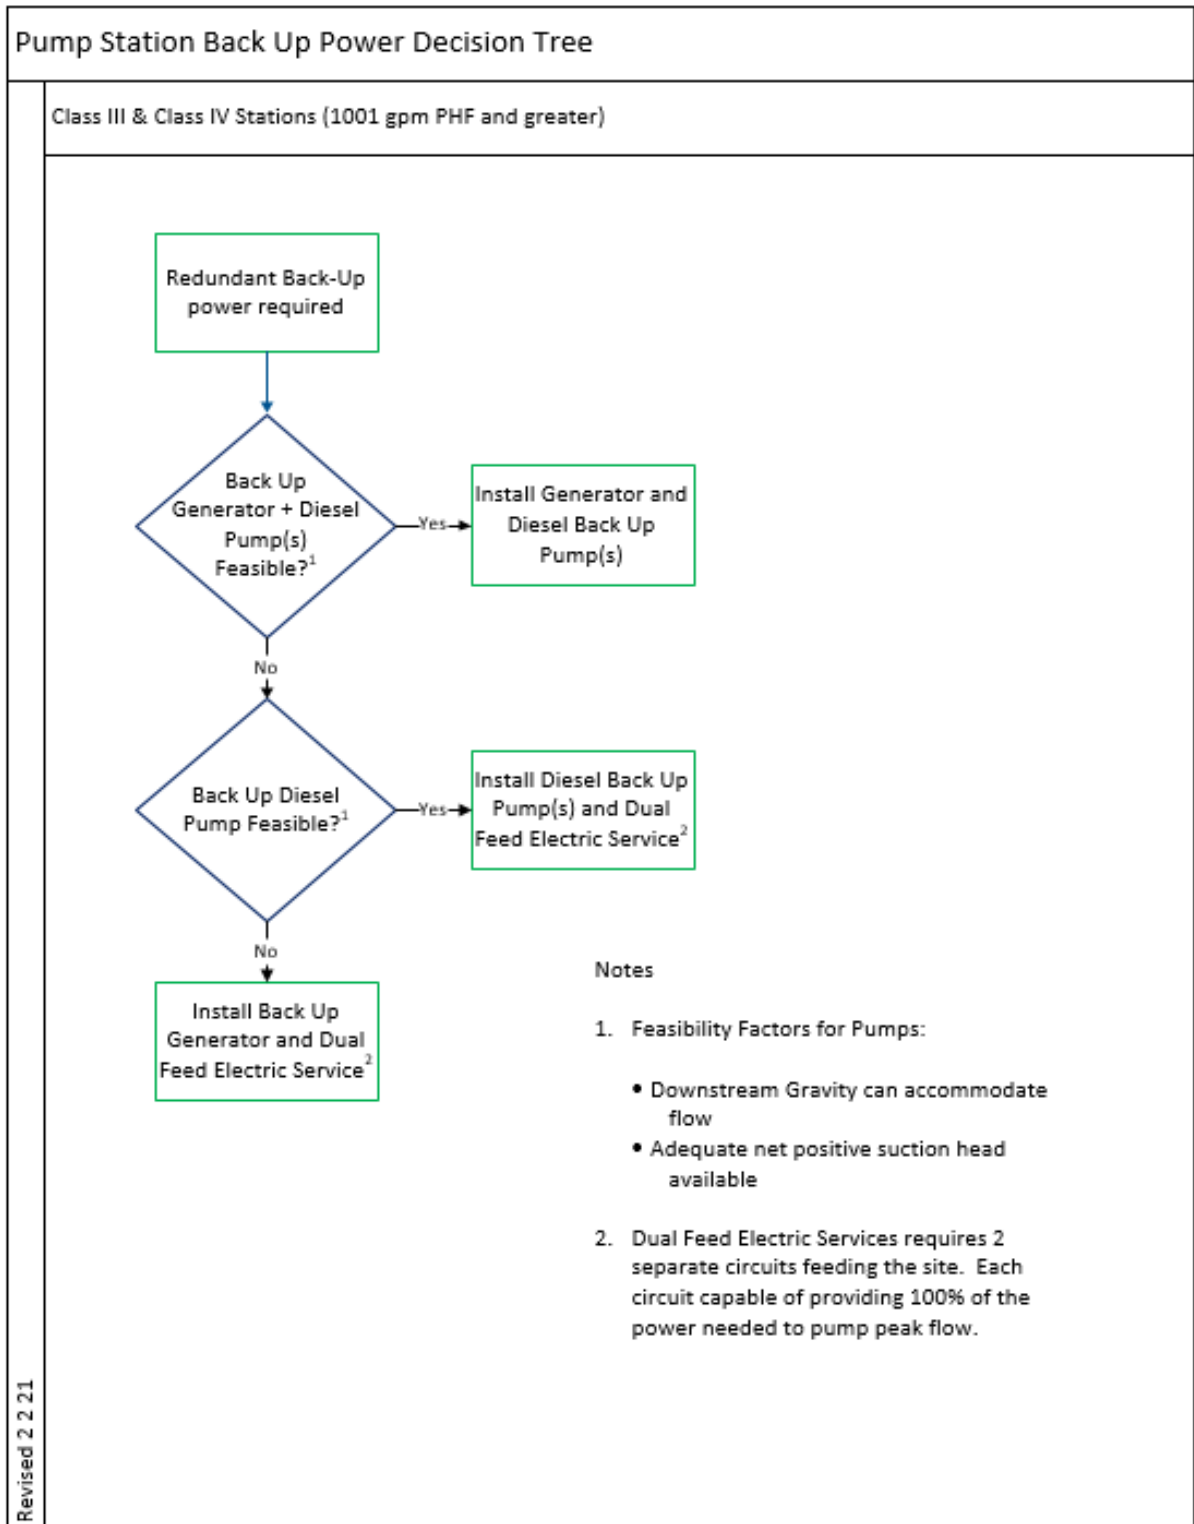 Pump Station Back Up Power Decision Tree
Class III & Class IV Stations (1001 gpm PHF and greater)
Redundant Back-Up
power required
Back Up
Generator + Diesel
Pump(s)
Feasible?¹
Yes
Install Generator and
Diesel Back Up
Pump(s)
No
Back Up Diesel
Pump Feasible?¹
Yes
Install Diesel Back Up
Pump(s) and Dual
Feed Electric Service²
No
Install Back Up
Generator and Dual
Feed Electric Service²
Notes
1. Feasibility Factors for Pumps:
• Downstream Gravity can accommodate
flow
• Adequate net positive suction head
available
2. Dual Feed Electric Services requires 2
separate circuits feeding the site. Each
circuit capable of providing 100% of the
power needed to pump peak flow.
Revised 2 2 21